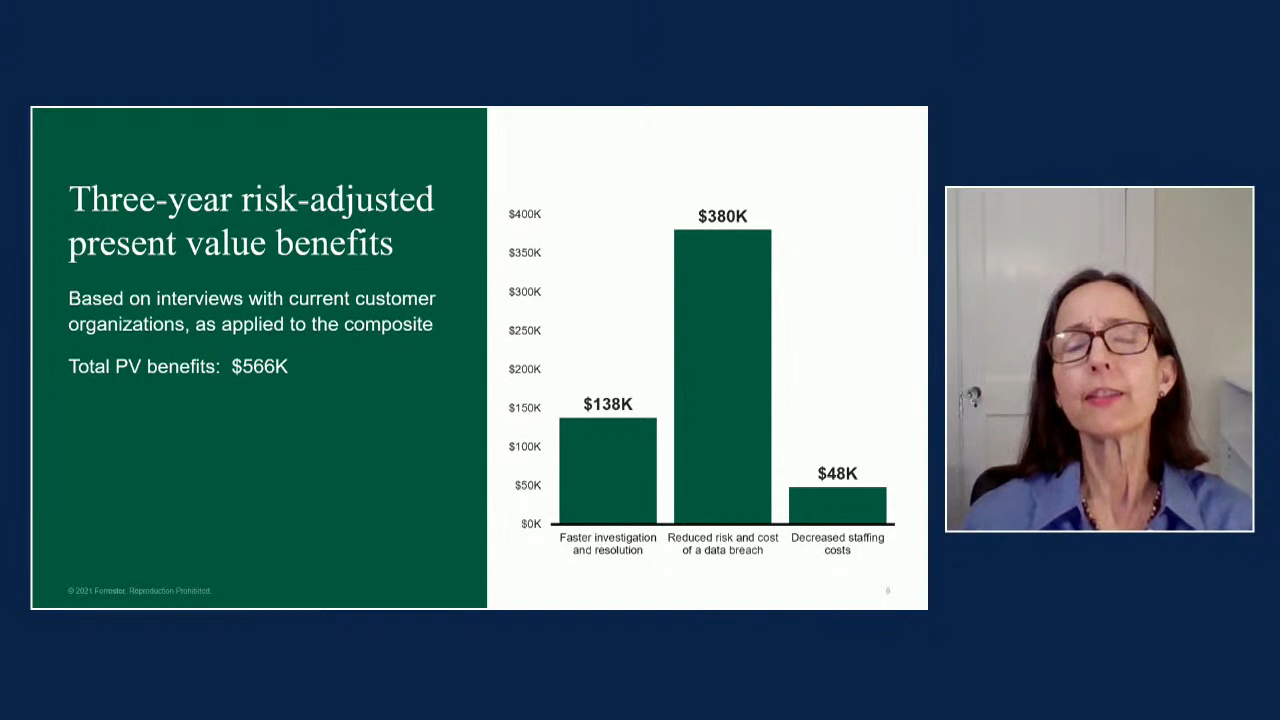 Three-year risk-adjusted
present value benefits
Based on interviews with current customer
organizations, as applied to the composite
Total PV benefits: $566K
© 2021 Forrester. Reproduction Prohibited.
$400K
$350K
$300K
$250K
$200K
$150K
$100K
$50K
$0K
$138K
$380K
$48K
Faster investigation
and resolution
Reduced risk and cost
of a data breach
Decreased staffing
costs
6